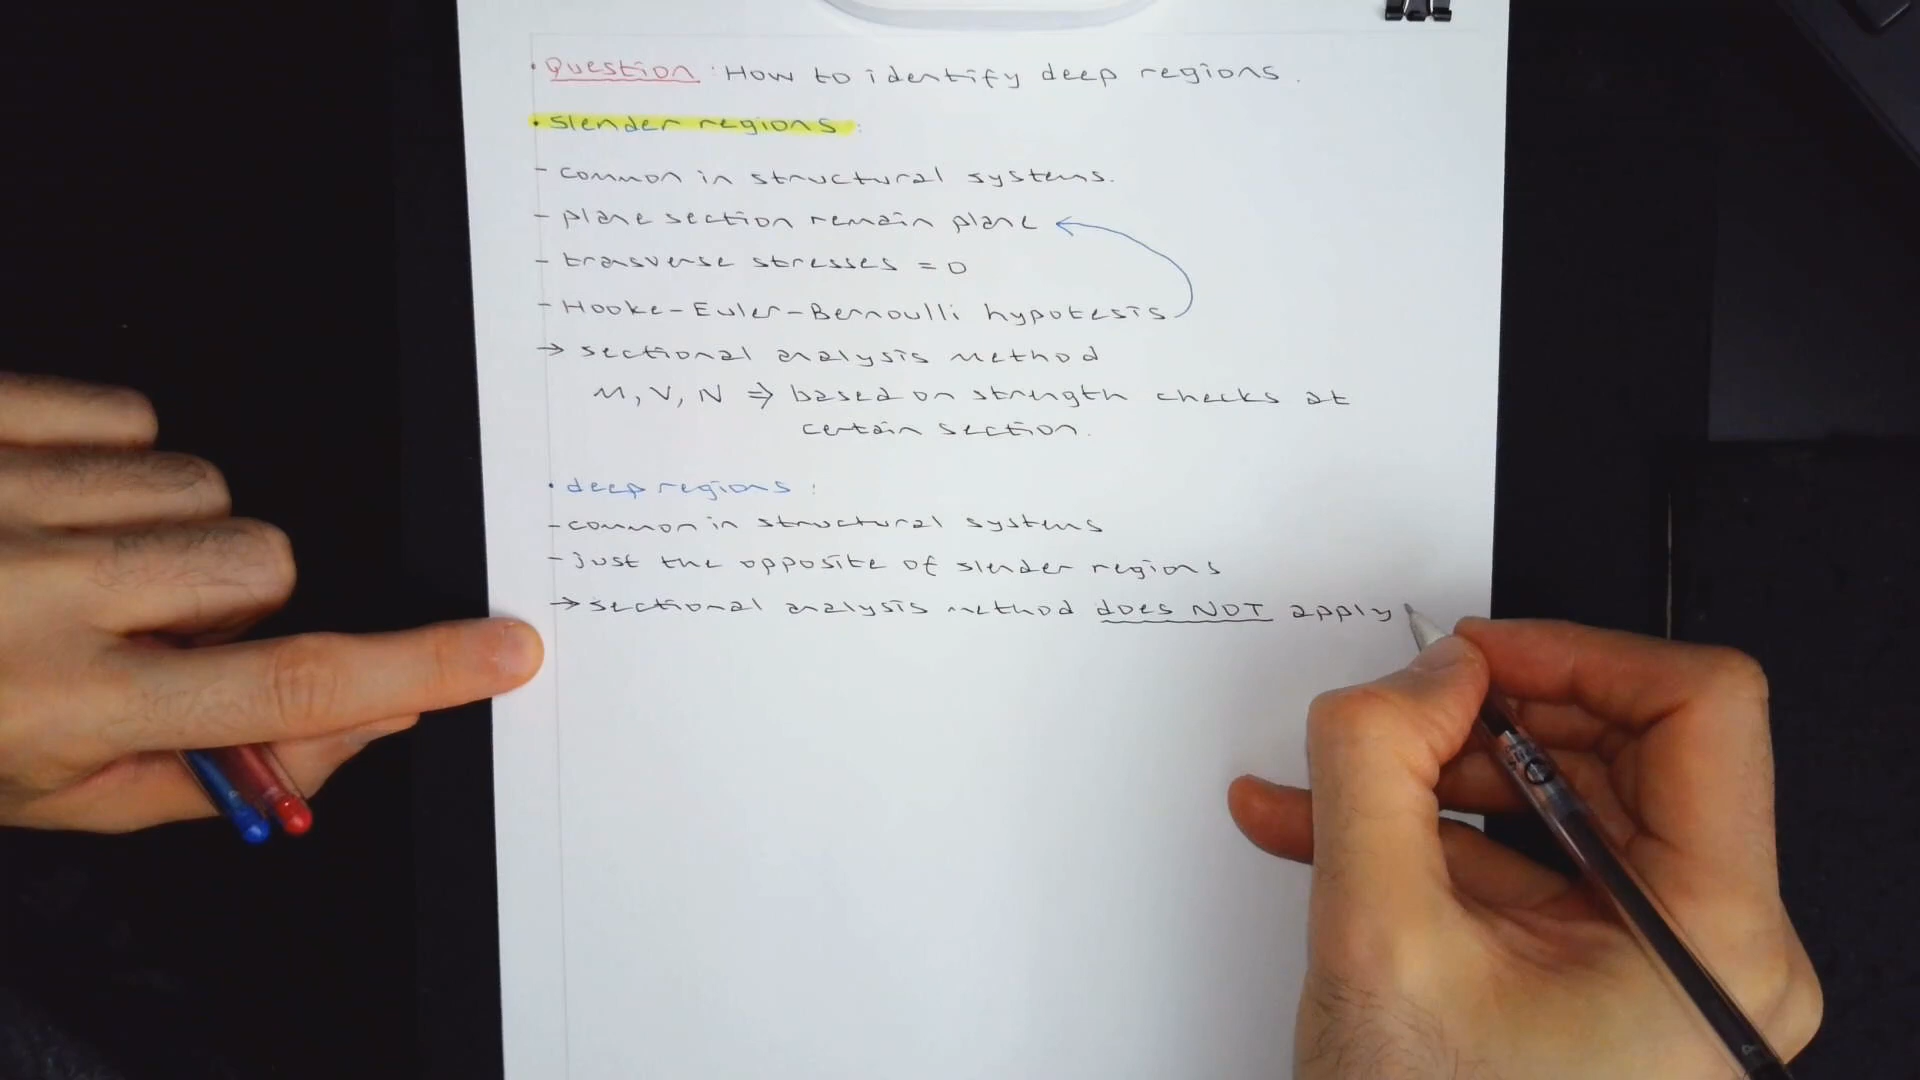 • Question : How to identify deep regions.
• slender regions :
- common in structural systems.
- plane section remain plane
- transverse stresses = 0
- Hooke-Euler-Bernoulli hypotesis
→ sectional analysis method
M, V, N ⇒ based on strength checks at
certain section.
• deep regions :
- common in structural systems
- just the opposite of slender regions
→ sectional analysis method does NOT apply